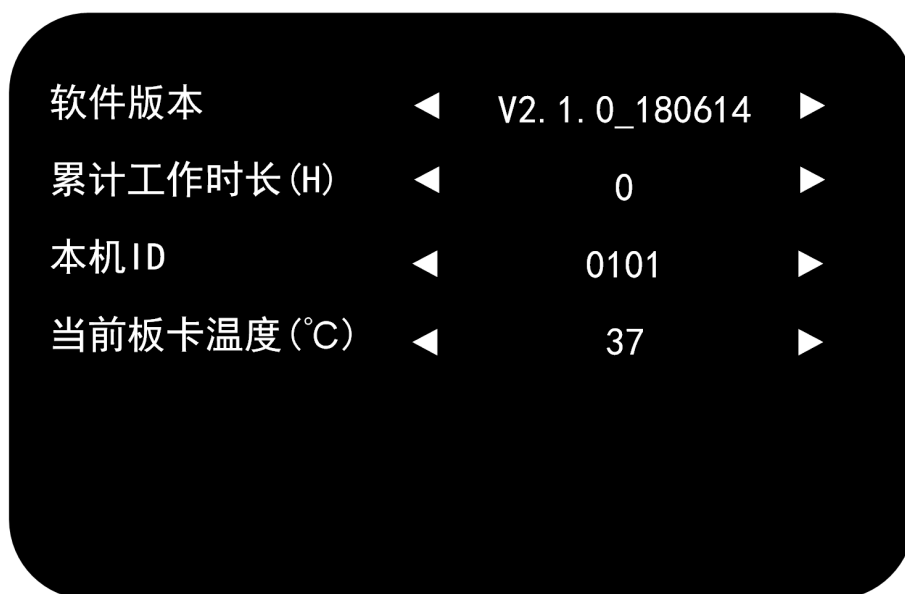 软件版本 ◀ V2.1.0_180614 ▶
累计工作时长(H) ◀ 0 ▶
本机ID ◀ 0101 ▶
当前板卡温度(℃) ◀ 37 ▶